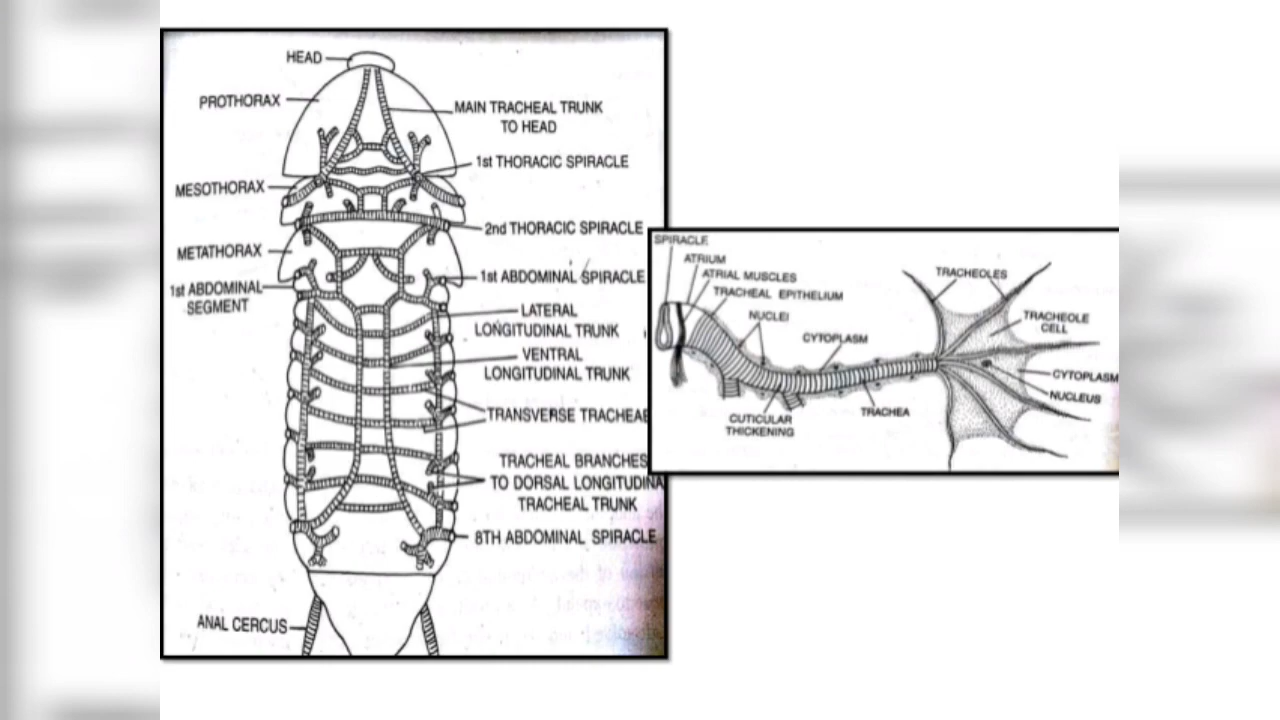 HEAD
PROTHORAX
MAIN TRACHEAL TRUNK
TO HEAD
1st THORACIC SPIRACLE
MESOTHORAX
2nd THORACIC SPIRACLE
METATHORAX
1st ABDOMINAL SPIRACLE
1st ABDOMINAL
SEGMENT
LATERAL
LONGITUDINAL TRUNK
VENTRAL
LONGITUDINAL TRUNK
TRANSVERSE TRACHEAE
TRACHEAL BRANCHES
TO DORSAL LONGITUDINA
TRACHEAL TRUNK
8TH ABDOMINAL SPIRACLE
ANAL CERCUS
SPIRACLE
ATRIUM
ATRIAL MUSCLES
TRACHEAL EPITHELIUM
NUCLEI
CYTOPLASM
TRACHEOLES
TRACHEOLE
CELL
CYTOPLASM
NUCLEUS
TRACHEA
CUTICULAR
THICKENING